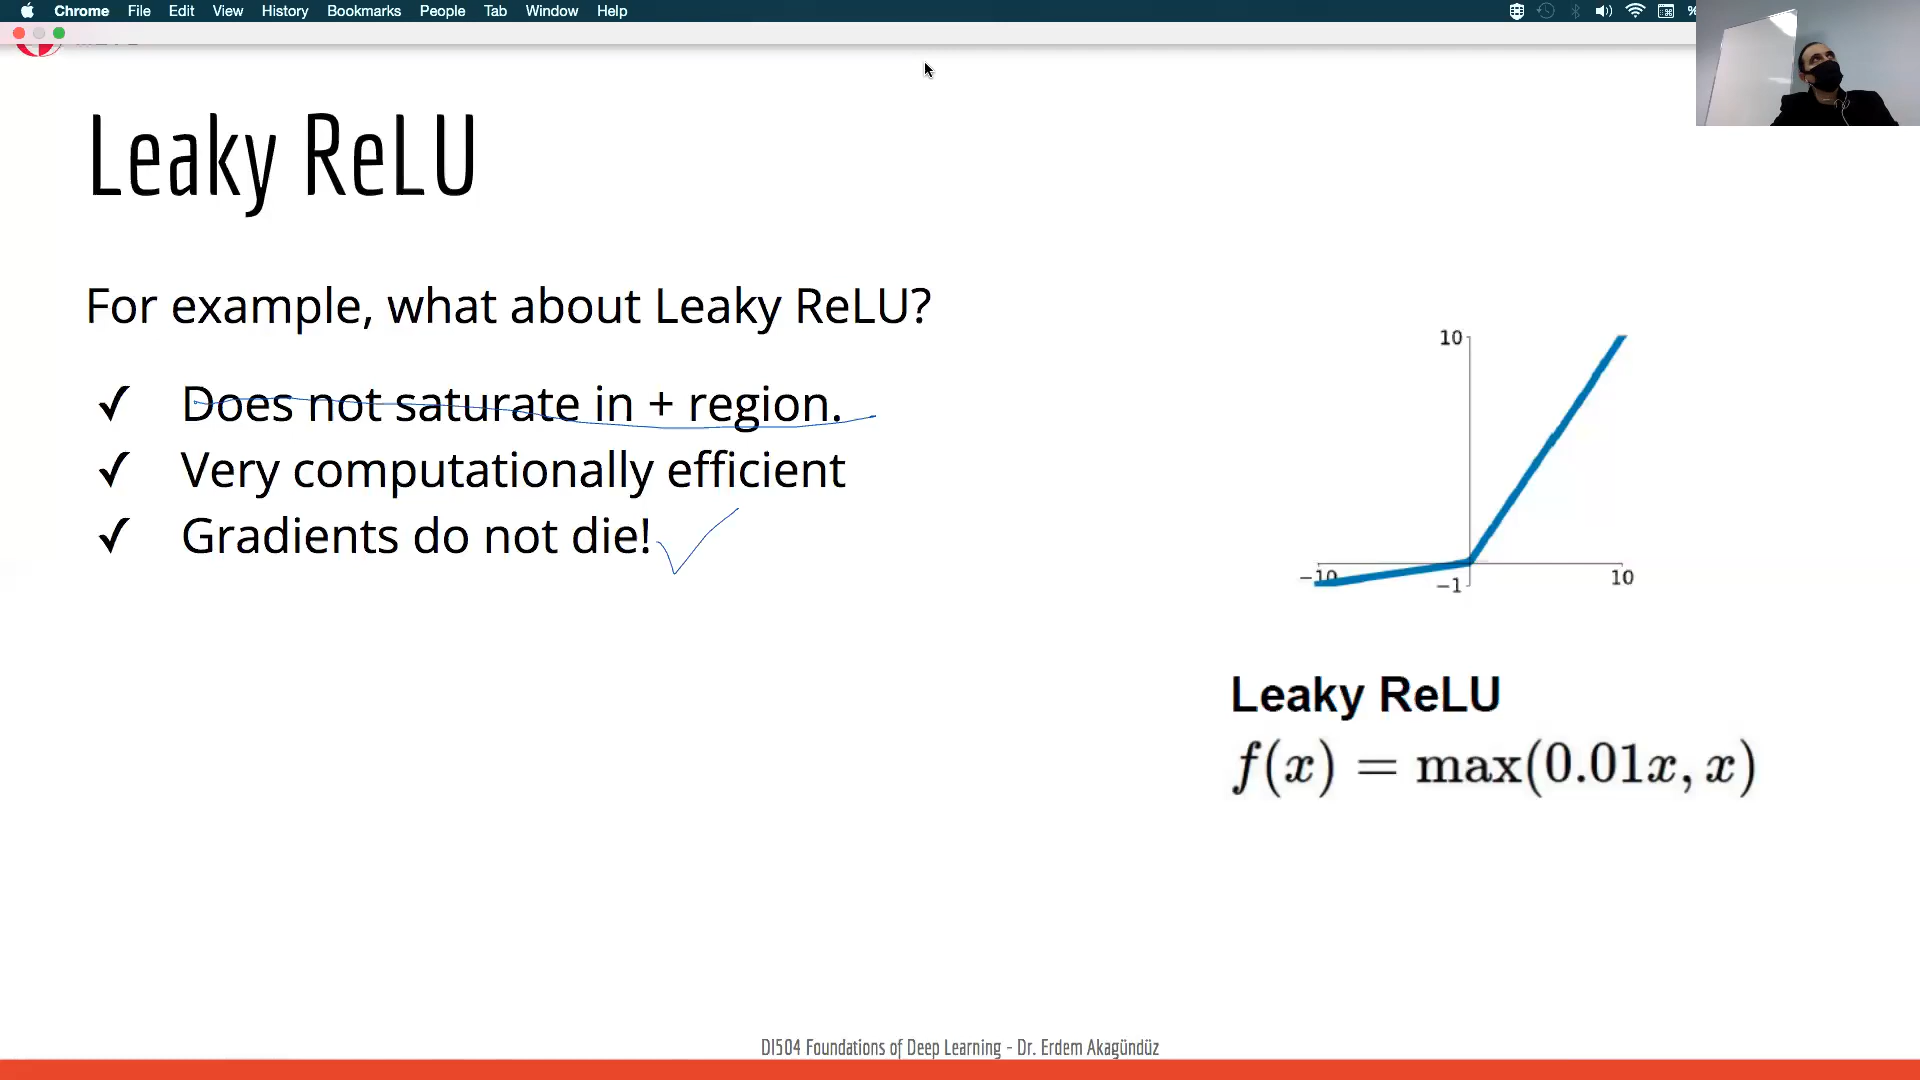 Chrome File Edit View History Bookmarks People Tab Window Help
Leaky ReLU
For example, what about Leaky ReLU?
✓ Does not saturate in + region.
✓ Very computationally efficient
✓ Gradients do not die!
10
−10
−1
10
Leaky ReLU
f(x) = max(0.01x, x)
DI504 Foundations of Deep Learning - Dr. Erdem Akagündüz